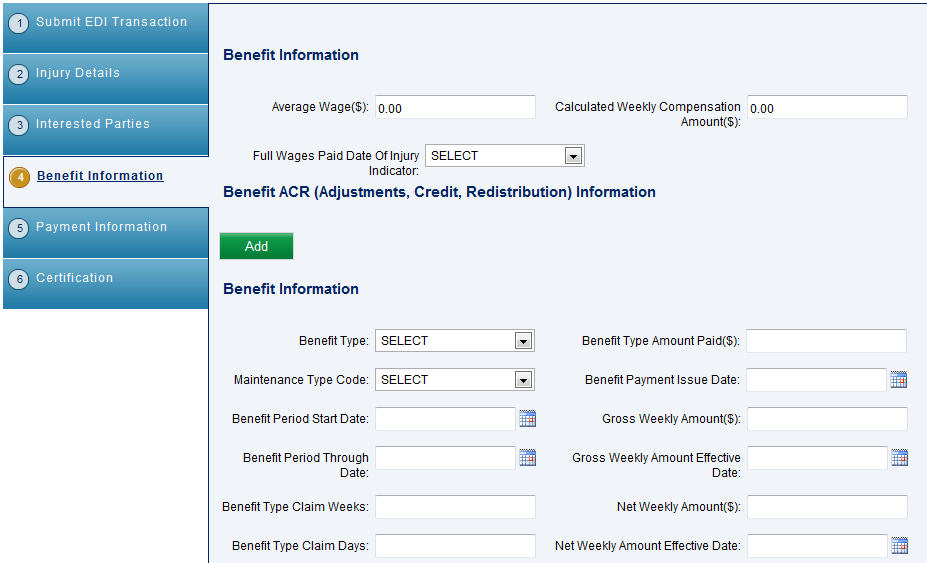 1 Submit EDI Transaction
2 Injury Details
3 Interested Parties
4 Benefit Information
5 Payment Information
6 Certification
Benefit Information
Average Wage($): 0.00
Calculated Weekly Compensation
Amount($): 0.00
Full Wages Paid Date Of Injury
Indicator: SELECT
Benefit ACR (Adjustments, Credit, Redistribution) Information
Add
Benefit Information
Benefit Type: SELECT
Benefit Type Amount Paid($):
Maintenance Type Code: SELECT
Benefit Payment Issue Date:
Benefit Period Start Date:
Gross Weekly Amount($):
Benefit Period Through
Date:
Gross Weekly Amount Effective
Date:
Benefit Type Claim Weeks:
Net Weekly Amount($):
Benefit Type Claim Days:
Net Weekly Amount Effective Date: